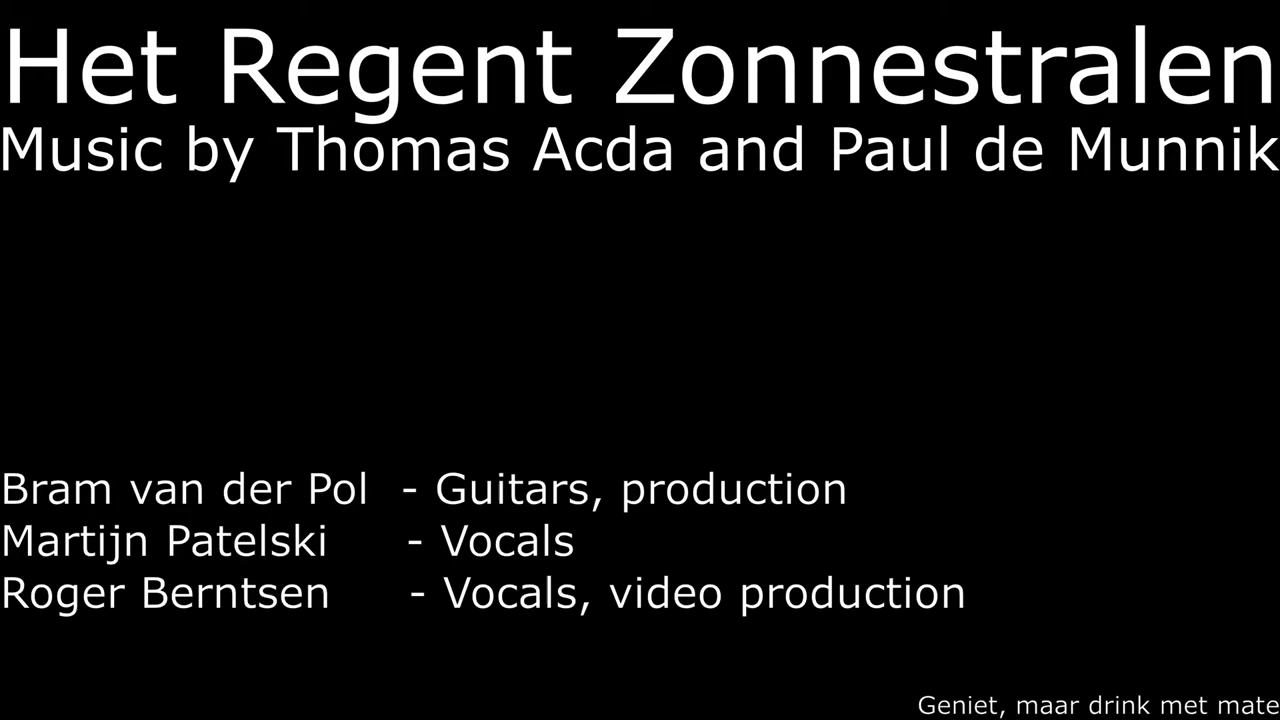 Het Regent Zonnestralen
Music by Thomas Acda and Paul de Munnik
Bram van der Pol - Guitars, production
Martijn Patelski - Vocals
Roger Berntsen - Vocals, video production
Geniet, maar drink met mate